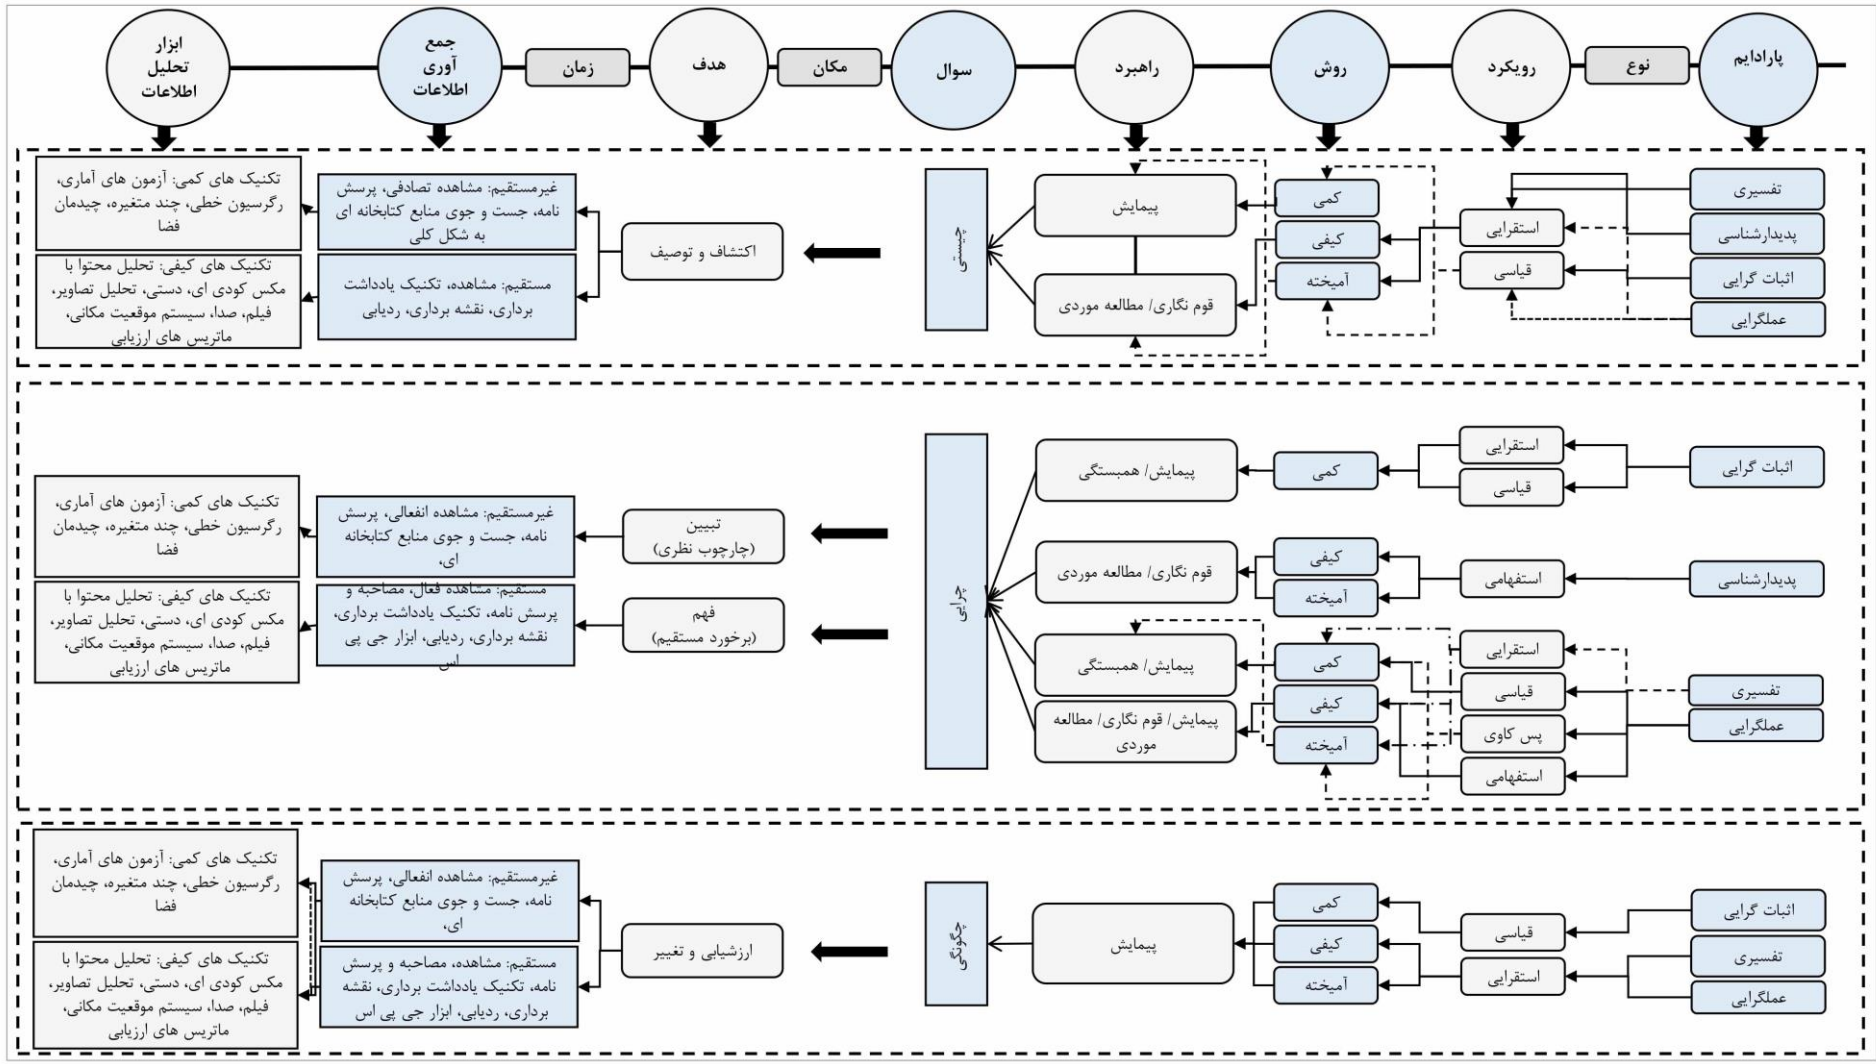 پارادایم
نوع
رویکرد
روش
راهبرد
سوال
مکان
هدف
زمان
جمع
آوری
اطلاعات
ابزار
تحلیل
اطلاعات
تفسیری
پدیدارشناسی
اثبات گرایی
عملگرایی
استقرایی
قیاسی
کمی
کیفی
آمیخته
پیمایش
قوم نگاری/ مطالعه موردی
چیستی
اکتشاف و توصیف
غیرمستقیم: مشاهده تصادفی، پرسش
نامه، جست و جوی منابع کتابخانه ای
به شکل کلی
مستقیم: مشاهده، تکنیک یادداشت
برداری، نقشه برداری، ردیابی
تکنیک های کمی: آزمون های آماری،
رگرسیون خطی، چند متغیره، چیدمان
فضا
تکنیک های کیفی: تحلیل محتوا با
مکس کودی ای، دستی، تحلیل تصاویر،
فیلم، صدا، سیستم موقعیت مکانی،
ماتریس های ارزیابی
اثبات گرایی
پدیدارشناسی
تفسیری
عملگرایی
استقرایی
قیاسی
استفهامی
استقرایی
قیاسی
پس کاوی
استفهامی
کمی
کیفی
آمیخته
کمی
کیفی
آمیخته
پیمایش/ همبستگی
قوم نگاری/ مطالعه موردی
پیمایش/ همبستگی
پیمایش/ قوم نگاری/ مطالعه
موردی
چرایی
تبیین
(چارچوب نظری)
فهم
(برخورد مستقیم)
غیرمستقیم: مشاهده انفعالی، پرسش
نامه، جست و جوی منابع کتابخانه
ای،
مستقیم: مشاهده فعال، مصاحبه و
پرسش نامه، تکنیک یادداشت برداری،
نقشه برداری، ردیابی، ابزار جی پی
اس
تکنیک های کمی: آزمون های آماری،
رگرسیون خطی، چند متغیره، چیدمان
فضا
تکنیک های کیفی: تحلیل محتوا با
مکس کودی ای، دستی، تحلیل تصاویر،
فیلم، صدا، سیستم موقعیت مکانی،
ماتریس های ارزیابی
اثبات گرایی
تفسیری
عملگرایی
قیاسی
استقرایی
کمی
کیفی
آمیخته
پیمایش
چگونگی
ارزشیابی و تغییر
غیرمستقیم: مشاهده انفعالی، پرسش
نامه، جست و جوی منابع کتابخانه
ای،
مستقیم: مشاهده، مصاحبه و پرسش
نامه، تکنیک یادداشت برداری، نقشه
برداری، ردیابی، ابزار جی پی اس
تکنیک های کمی: آزمون های آماری،
رگرسیون خطی، چند متغیره، چیدمان
فضا
تکنیک های کیفی: تحلیل محتوا با
مکس کودی ای، دستی، تحلیل تصاویر،
فیلم، صدا، سیستم موقعیت مکانی،
ماتریس های ارزیابی